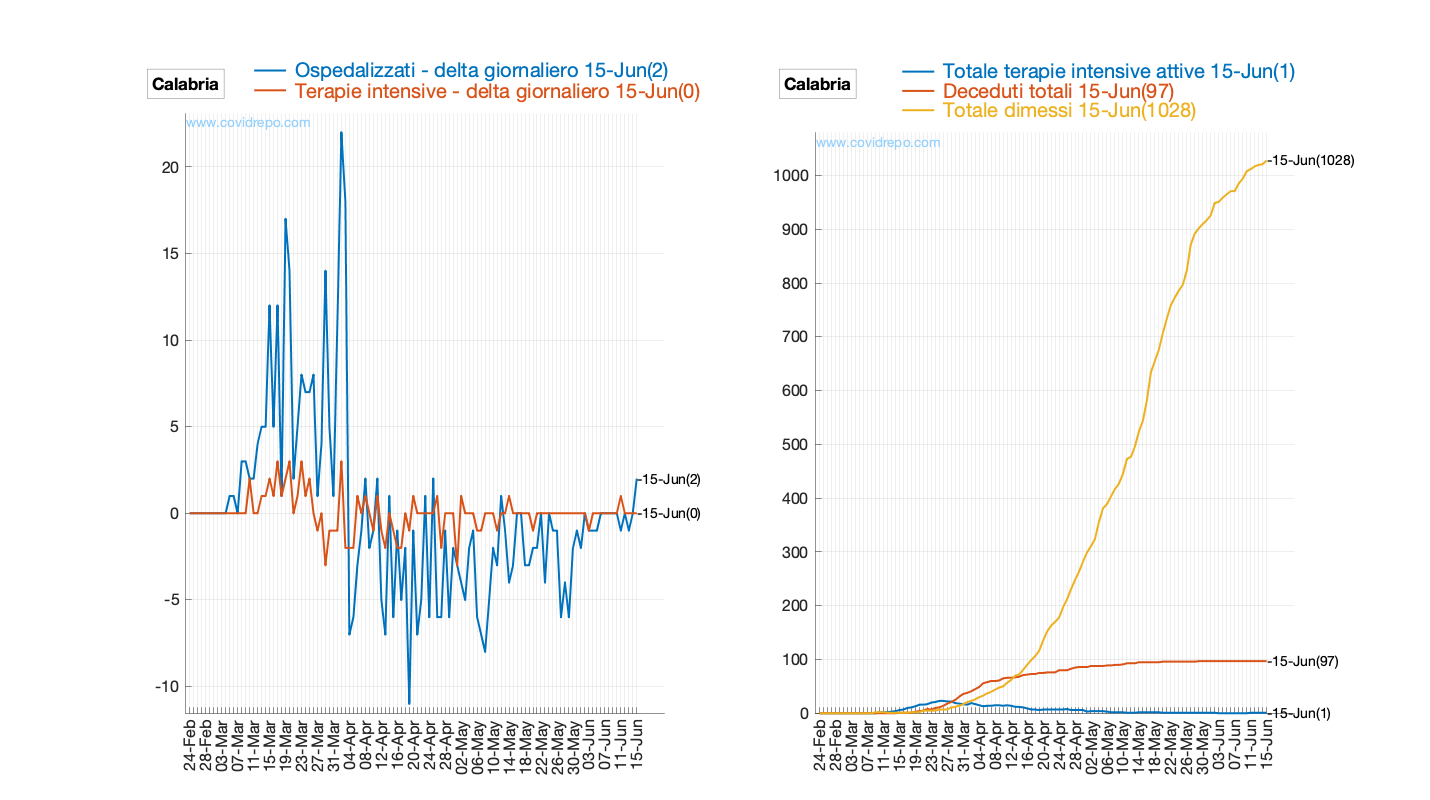 Calabria
Ospedalizzati - delta giornaliero 15-Jun(2)
Terapie intensive - delta giornaliero 15-Jun(0)
www.covidrepo.com
20
15
10
5
0
-5
-10
-15-Jun(2)
-15-Jun(0)
24-Feb
28-Feb
03-Mar
07-Mar
11-Mar
15-Mar
19-Mar
23-Mar
27-Mar
31-Mar
04-Apr
08-Apr
12-Apr
16-Apr
20-Apr
24-Apr
28-Apr
02-May
06-May
10-May
14-May
18-May
22-May
26-May
30-May
03-Jun
07-Jun
11-Jun
15-Jun
Calabria
Totale terapie intensive attive 15-Jun(1)
Deceduti totali 15-Jun(97)
Totale dimessi 15-Jun(1028)
www.covidrepo.com
1000
900
800
700
600
500
400
300
200
100
0
-15-Jun(1028)
-15-Jun(97)
-15-Jun(1)
24-Feb
28-Feb
03-Mar
07-Mar
11-Mar
15-Mar
19-Mar
23-Mar
27-Mar
31-Mar
04-Apr
08-Apr
12-Apr
16-Apr
20-Apr
24-Apr
28-Apr
02-May
06-May
10-May
14-May
18-May
22-May
26-May
30-May
03-Jun
07-Jun
11-Jun
15-Jun